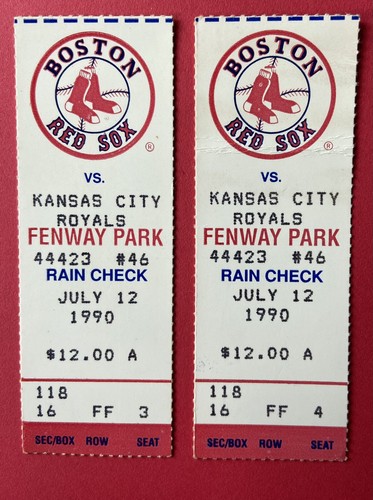 BOSTON
RED SOX
®
VS.
KANSAS CITY
ROYALS
FENWAY PARK
44423 #46
RAIN CHECK
JULY 12
1990
$12.00 A
118
16 FF 3
SEC/BOX ROW SEAT
BOSTON
RED SOX
®
VS.
KANSAS CITY
ROYALS
FENWAY PARK
44423 #46
RAIN CHECK
JULY 12
1990
$12.00 A
118
16 FF 4
SEC/BOX ROW SEAT